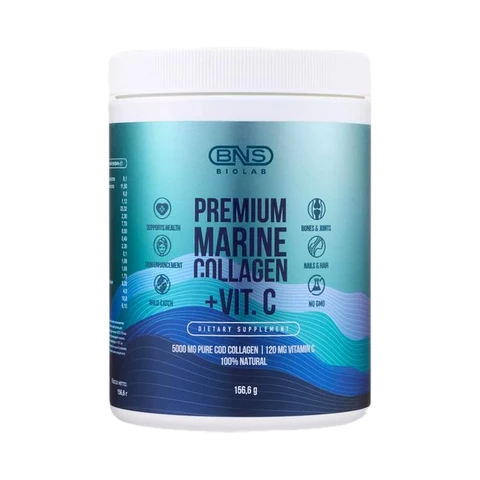 BNS
BIOLAB
PREMIUM
MARINE
COLLAGEN
+VIT. C
DIETARY SUPPLEMENT
5000 MG PURE COD COLLAGEN | 120 MG VITAMIN C
100% NATURAL
156,6 g
SUPPORTS HEALTH
WILD CATCH
BONES & JOINTS
NAILS & HAIR
NO GMO